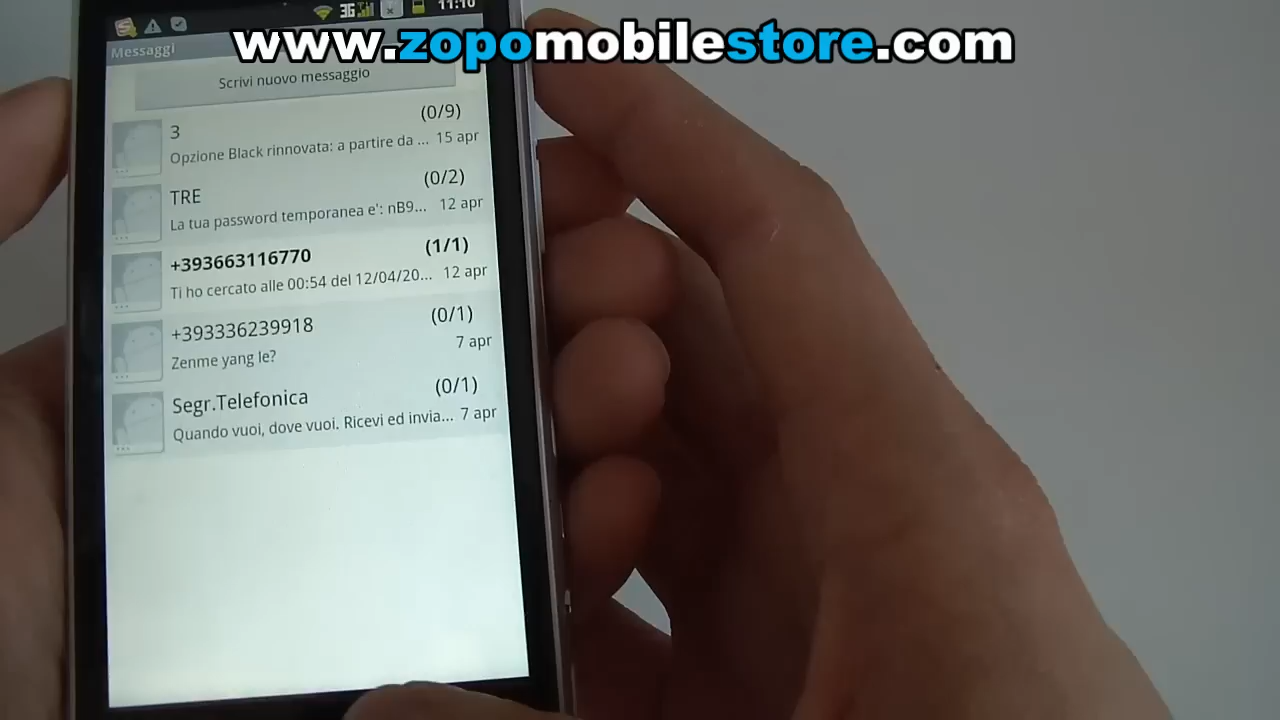 3G 11:10
www.zopomobilestore.com
Messaggi
Scrivi nuovo messaggio
3 (0/9)
Opzione Black rinnovata: a partire da ... 15 apr
TRE (0/2)
La tua password temporanea e': nB9... 12 apr
+393663116770 (1/1)
Ti ho cercato alle 00:54 del 12/04/20... 12 apr
+393336239918 (0/1)
Zenme yang le? 7 apr
Segr.Telefonica (0/1)
Quando vuoi, dove vuoi. Ricevi ed invia... 7 apr